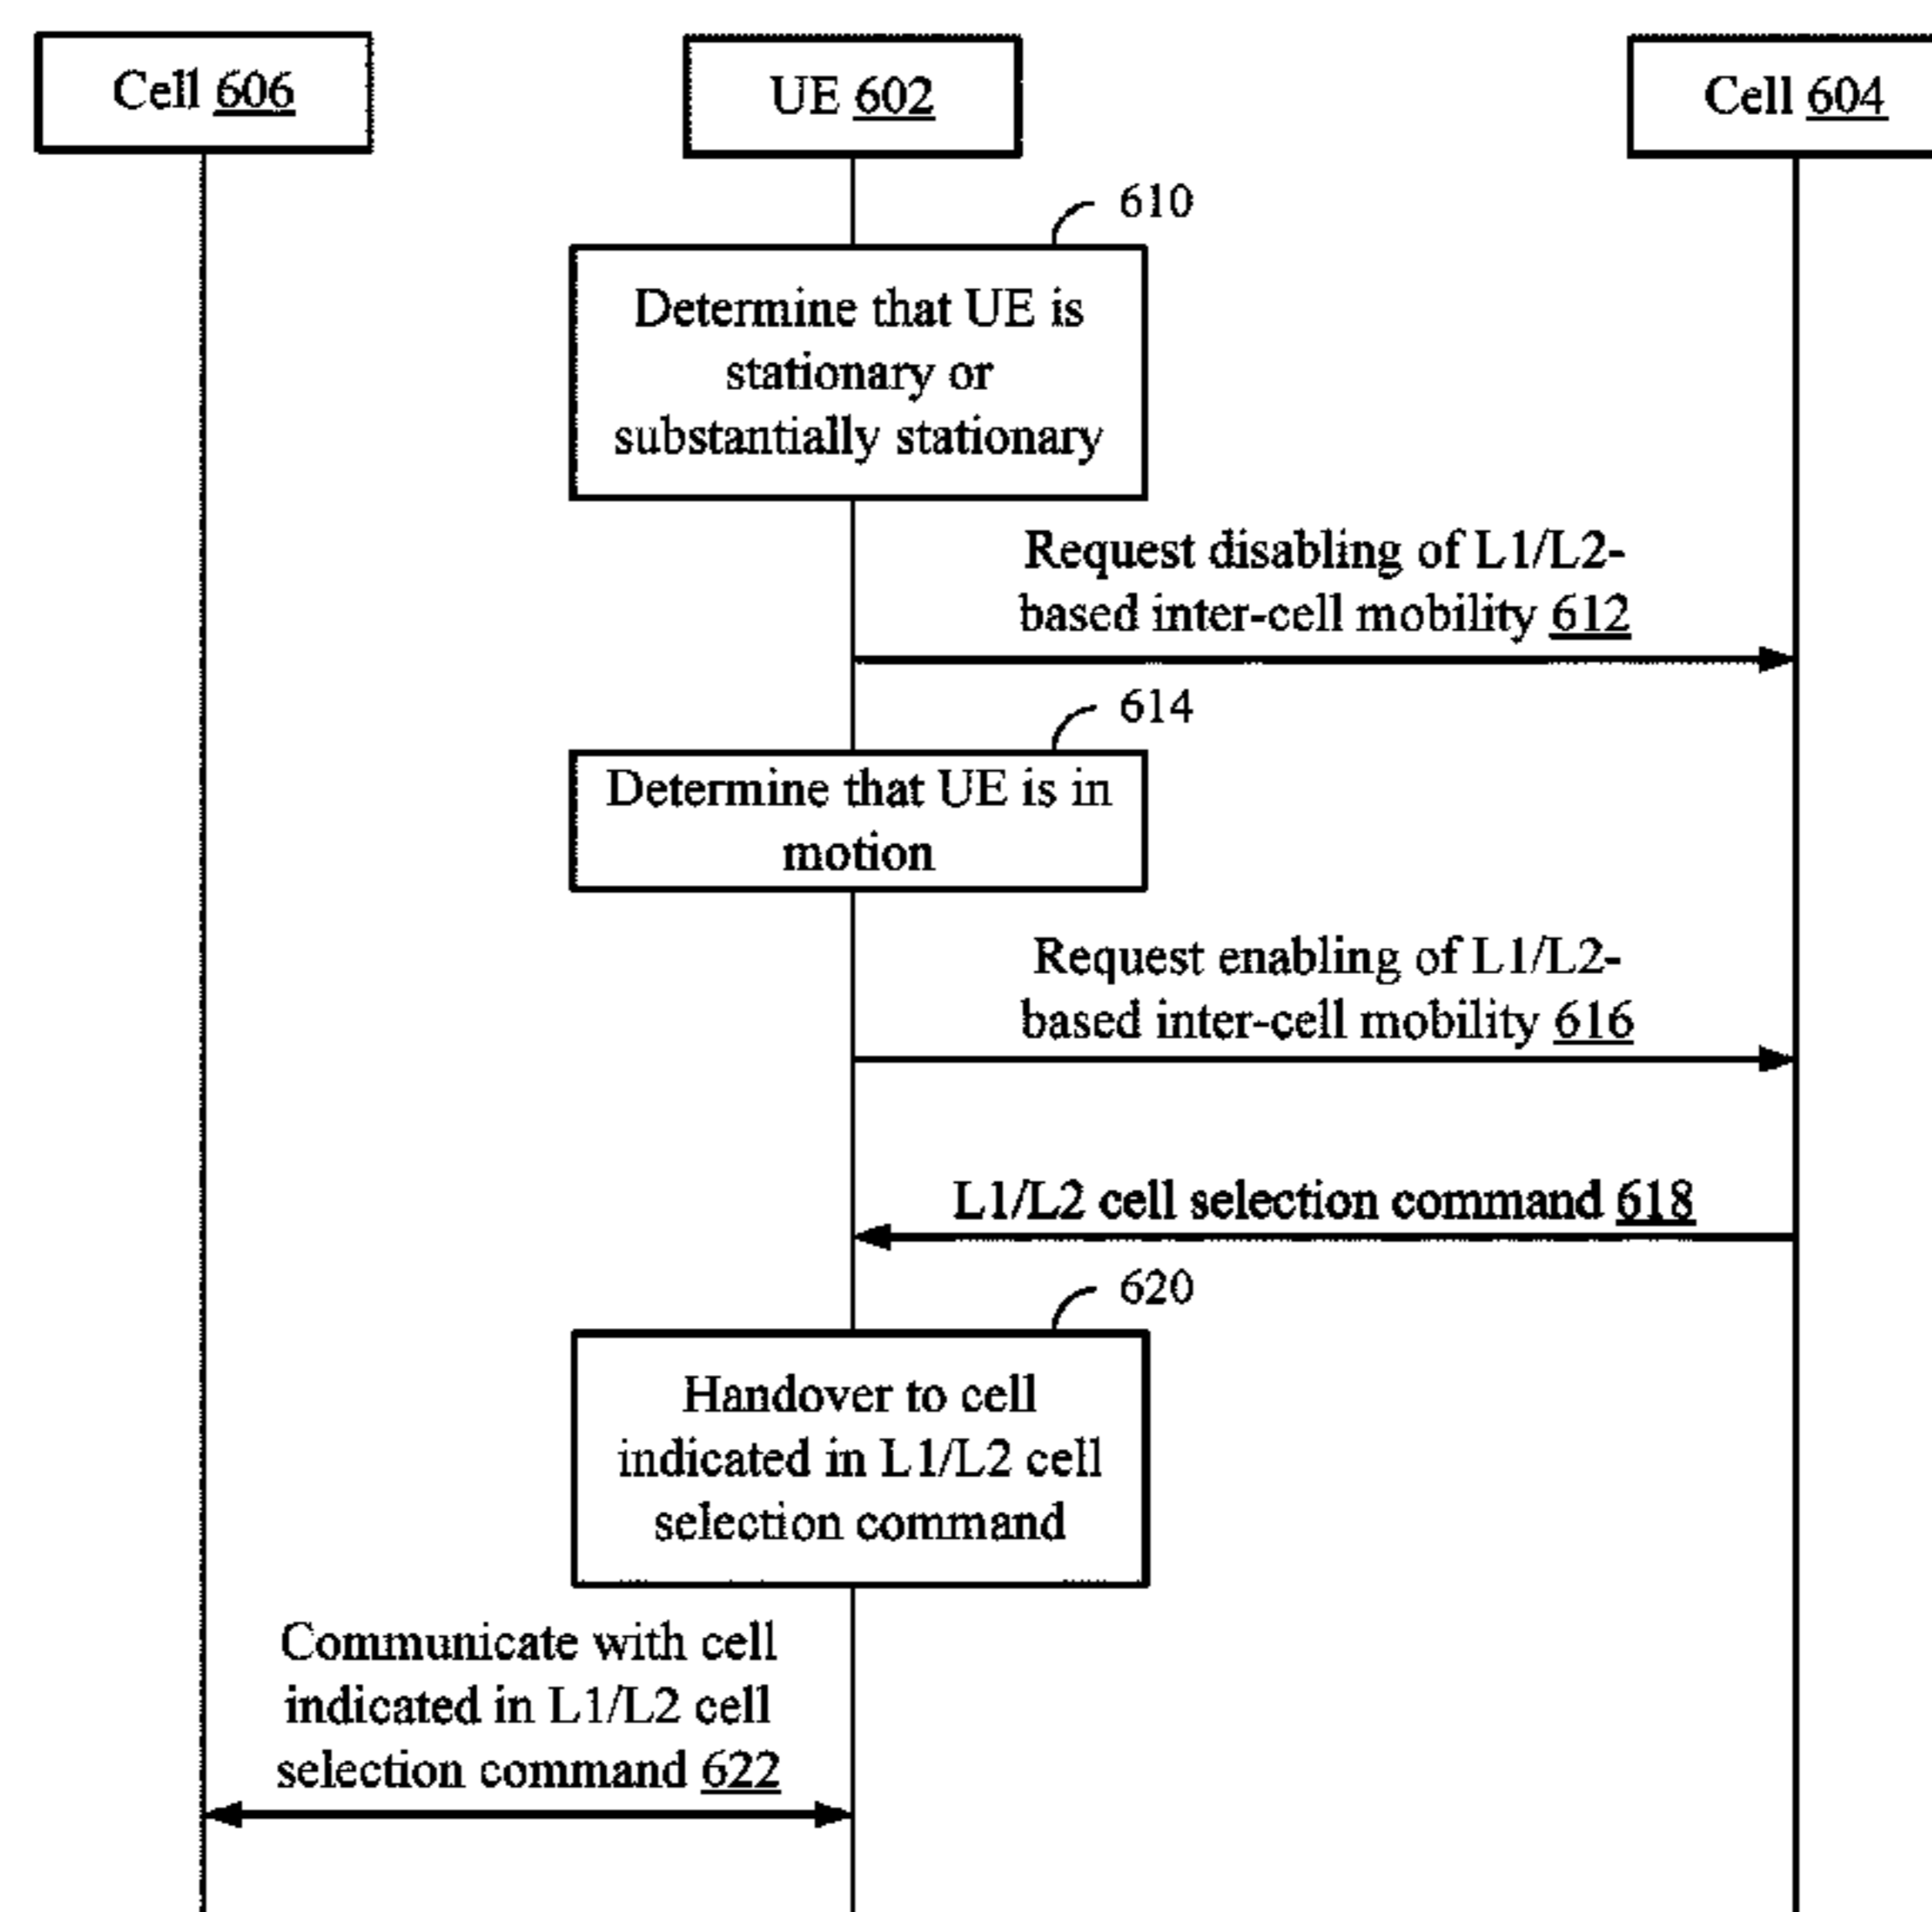 Cell 606
UE 602
Cell 604
610
Determine that UE is
stationary or
substantially stationary
Request disabling of L1/L2-
based inter-cell mobility 612
614
Determine that UE is in
motion
Request enabling of L1/L2-
based inter-cell mobility 616
L1/L2 cell selection command 618
620
Handover to cell
indicated in L1/L2 cell
selection command
Communicate with cell
indicated in L1/L2 cell
selection command 622